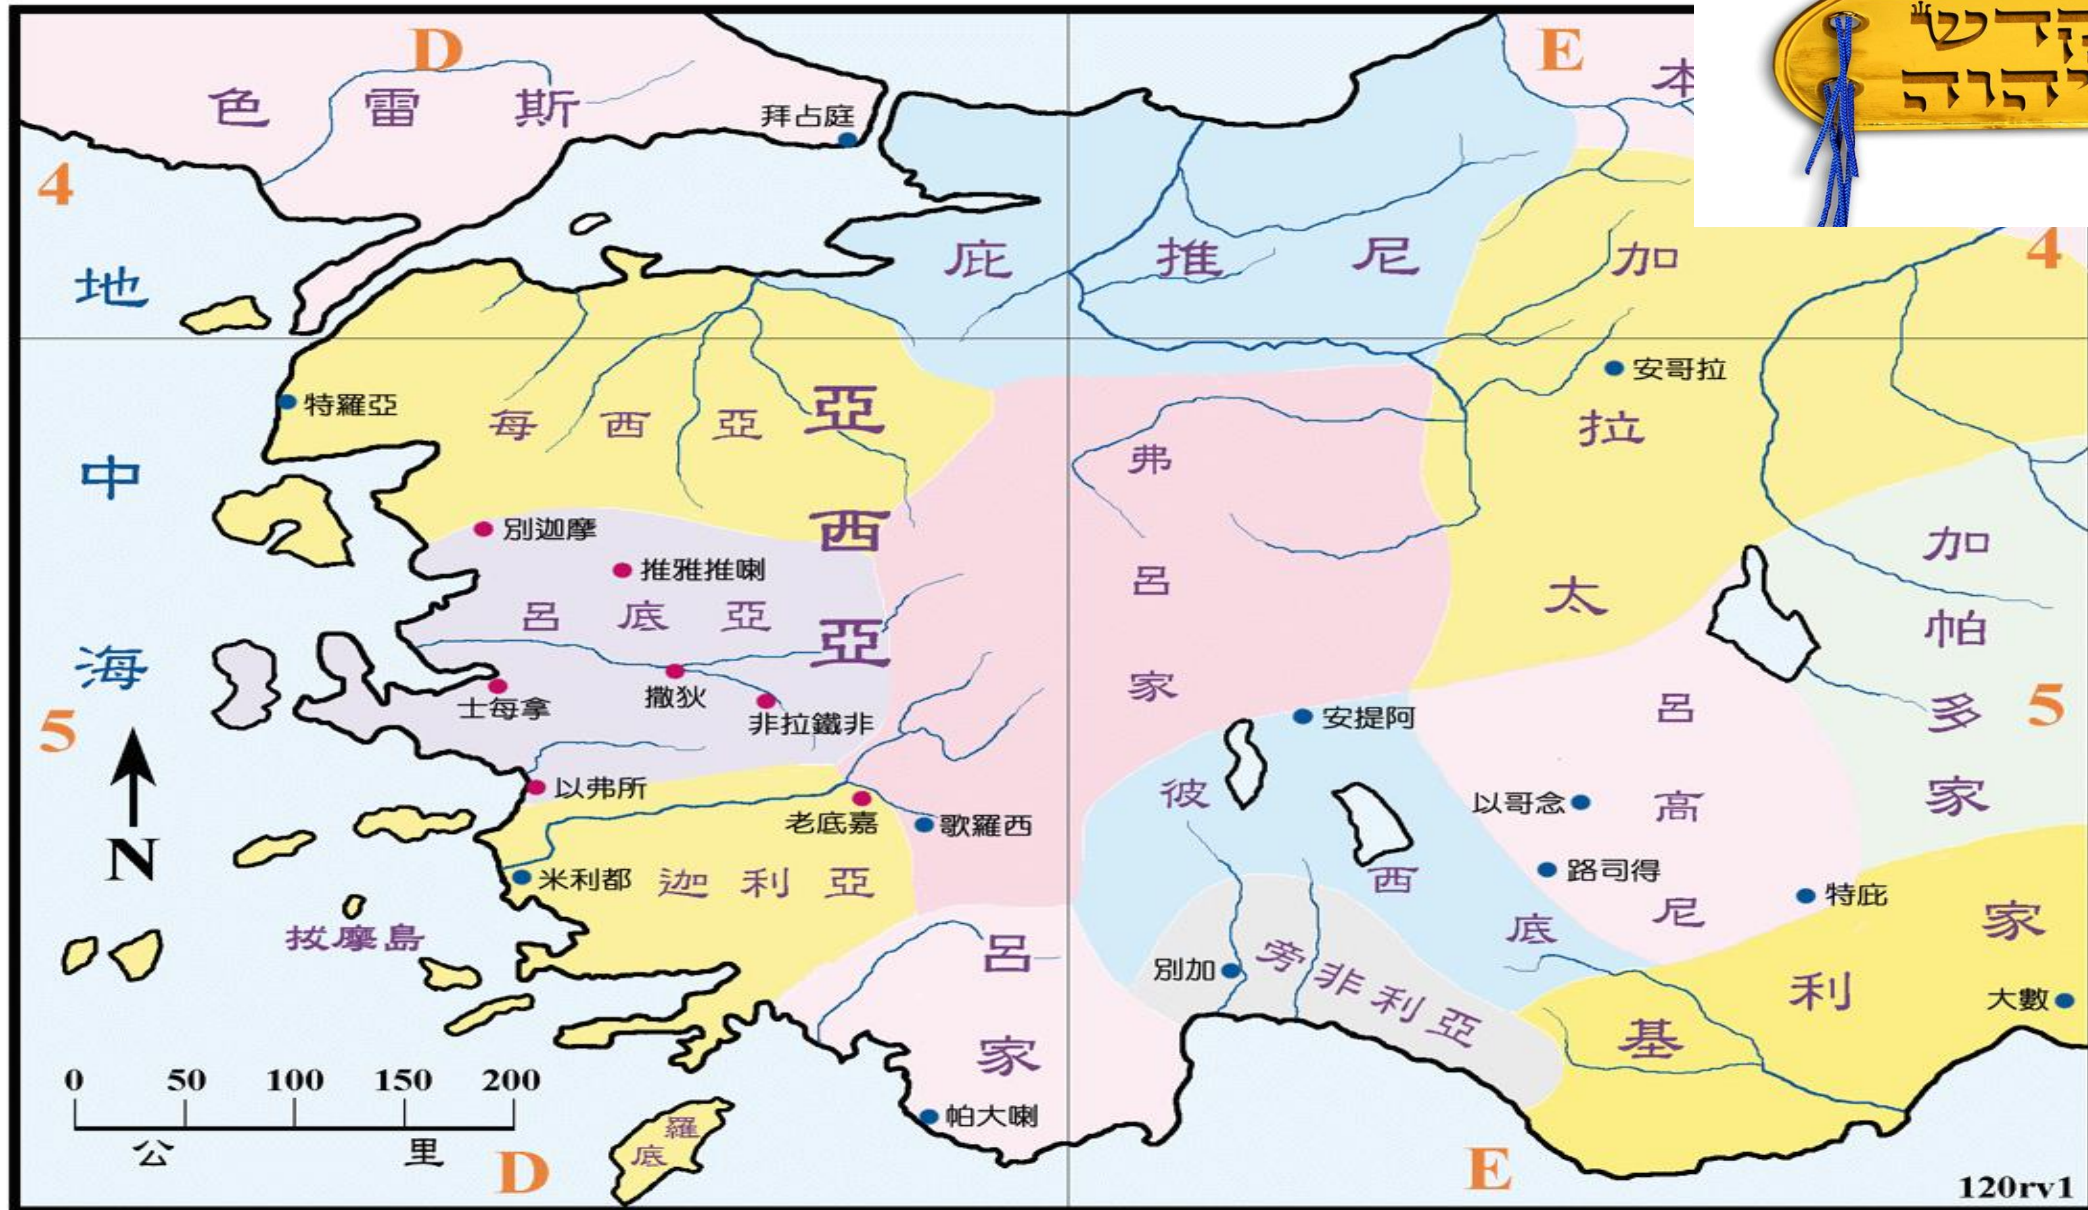 D
E
色雷斯
本
拜占庭
4
庇推尼
加
4
地
安哥拉
特羅亞
每西亞
亞
拉
中
弗
別迦摩
西
加
推雅推喇
呂
太
呂底亞
亞
帕
海
士每拿
撒狄
非拉鐵非
家
安提阿
呂
多
5
5
以弗所
彼
以哥念
高
家
N
老底嘉
歌羅西
米利都
迦利亞
西
路司得
特庇
拔摩島
呂
底
尼
家
別加
旁非利亞
利
大數
家
基
0 50 100 150 200
公里
羅
底
帕大喇
D
E
120rv1
יהוה